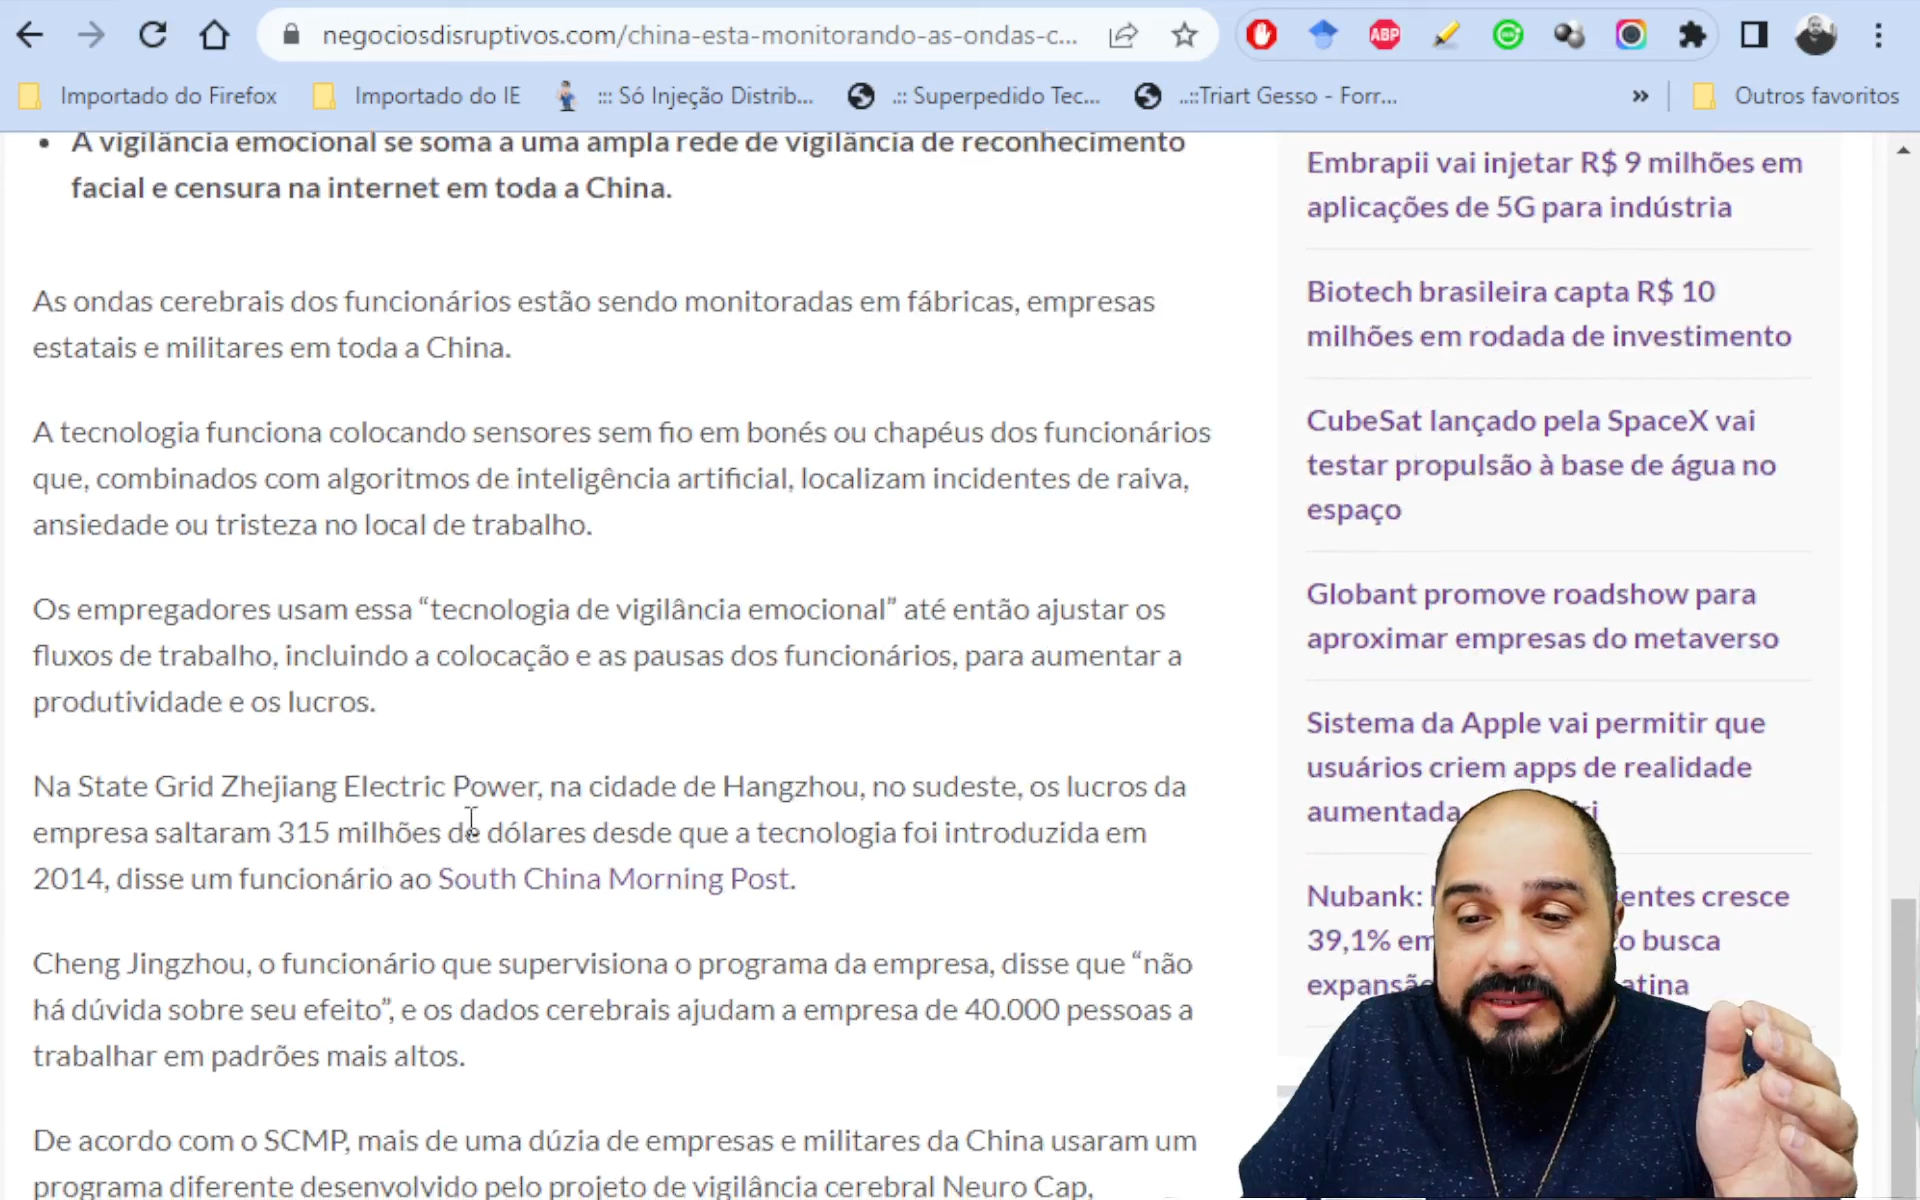 negociosdisruptivos.com/china-esta-monitorando-as-ondas-c...
ABP
Importado do Firefox
Importado do IE
::: Só Injeção Distrib...
.:: Superpedido Tec...
..::Triart Gesso - Forr...
»
Outros favoritos
• A vigilância emocional se soma a uma ampla rede de vigilância de reconhecimento
facial e censura na internet em toda a China.
As ondas cerebrais dos funcionários estão sendo monitoradas em fábricas, empresas
estatais e militares em toda a China.
A tecnologia funciona colocando sensores sem fio em bonés ou chapéus dos funcionários
que, combinados com algoritmos de inteligência artificial, localizam incidentes de raiva,
ansiedade ou tristeza no local de trabalho.
Os empregadores usam essa “tecnologia de vigilância emocional” até então ajustar os
fluxos de trabalho, incluindo a colocação e as pausas dos funcionários, para aumentar a
produtividade e os lucros.
Na State Grid Zhejiang Electric Power, na cidade de Hangzhou, no sudeste, os lucros da
empresa saltaram 315 milhões de dólares desde que a tecnologia foi introduzida em
2014, disse um funcionário ao South China Morning Post.
Cheng Jingzhou, o funcionário que supervisiona o programa da empresa, disse que “não
há dúvida sobre seu efeito”, e os dados cerebrais ajudam a empresa de 40.000 pessoas a
trabalhar em padrões mais altos.
De acordo com o SCMP, mais de uma dúzia de empresas e militares da China usaram um
programa diferente desenvolvido pelo projeto de vigilância cerebral Neuro Cap,
Embrapii vai injetar R$ 9 milhões em
aplicações de 5G para indústria
Biotech brasileira capta R$ 10
milhões em rodada de investimento
CubeSat lançado pela SpaceX vai
testar propulsão à base de água no
espaço
Globant promove roadshow para
aproximar empresas do metaverso
Sistema da Apple vai permitir que
usuários criem apps de realidade
aumentada
Nubank: cresce
39,1% busca